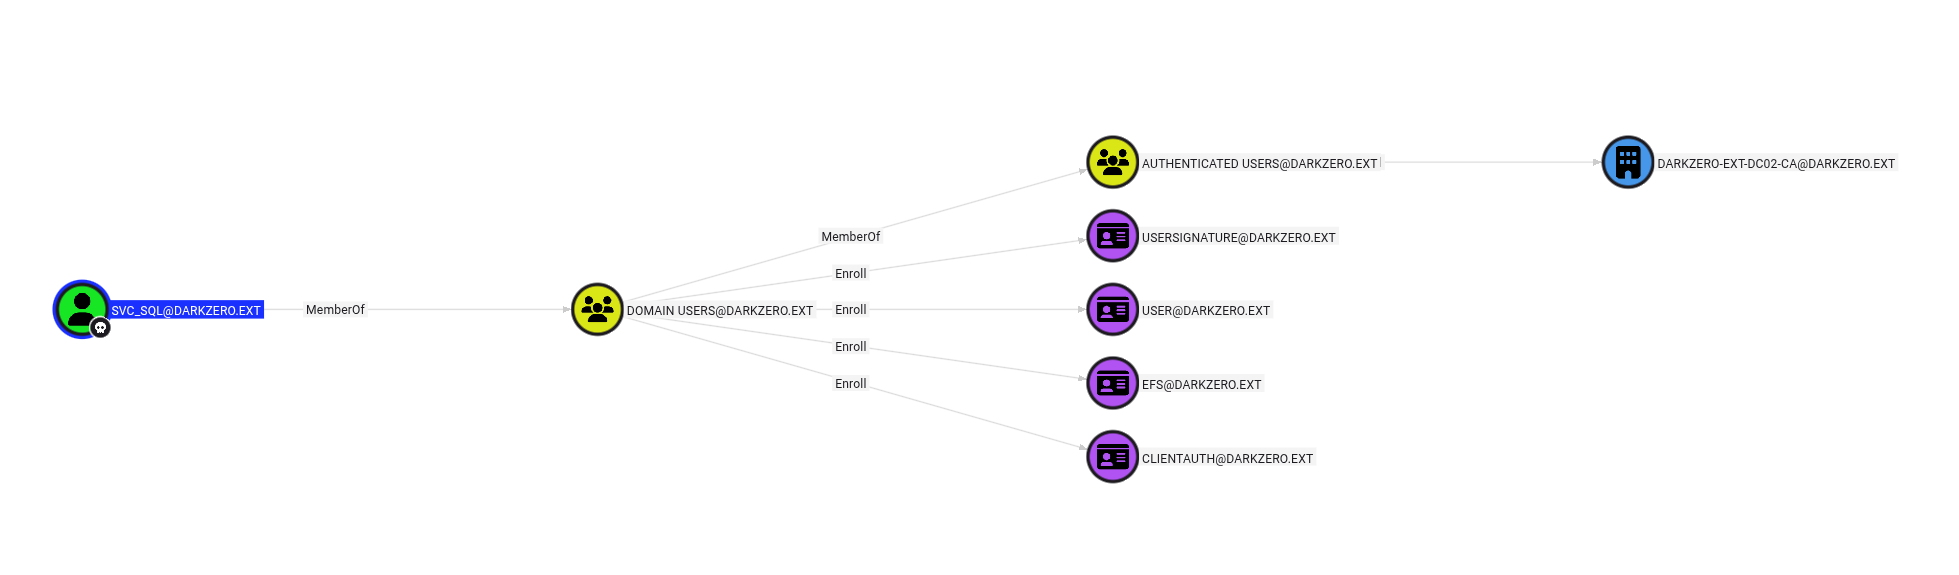 SVC_SQL@DARKZERO.EXT
MemberOf
DOMAIN USERS@DARKZERO.EXT
MemberOf
Enroll
Enroll
Enroll
Enroll
AUTHENTICATED USERS@DARKZERO.EXT
USERSIGNATURE@DARKZERO.EXT
USER@DARKZERO.EXT
EFS@DARKZERO.EXT
CLIENTAUTH@DARKZERO.EXT
DARKZERO-EXT-DC02-CA@DARKZERO.EXT